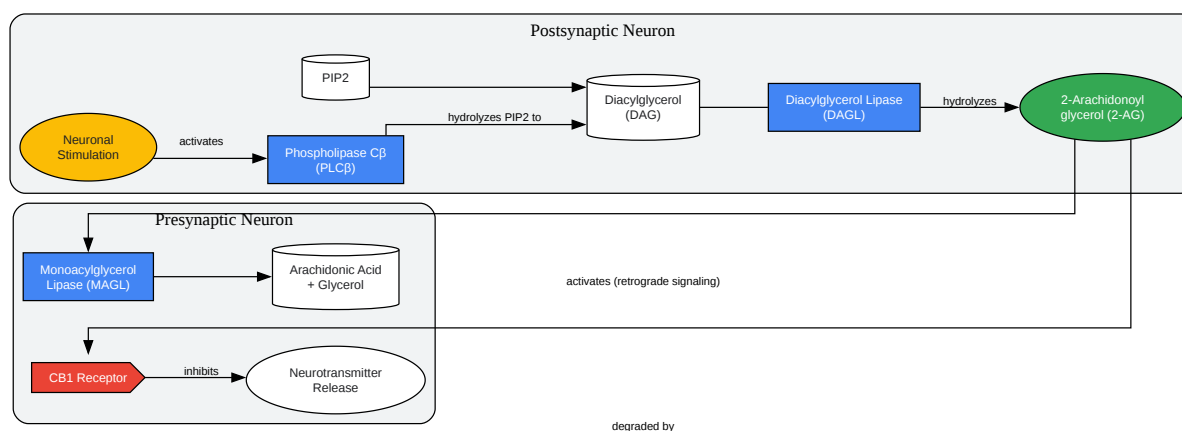 Postsynaptic Neuron
PIP2
Diacylglycerol
(DAG)
Diacylglycerol Lipase
(DAGL)
hydrolyzes
2-Arachidonoyl
glycerol (2-AG)
hydrolyzes PIP2 to
Neuronal
Stimulation
activates
Phospholipase Cβ
(PLCβ)
Presynaptic Neuron
Monoacylglycerol
Lipase (MAGL)
Arachidonic Acid
+ Glycerol
activates (retrograde signaling)
CB1 Receptor
inhibits
Neurotransmitter
Release
degraded by